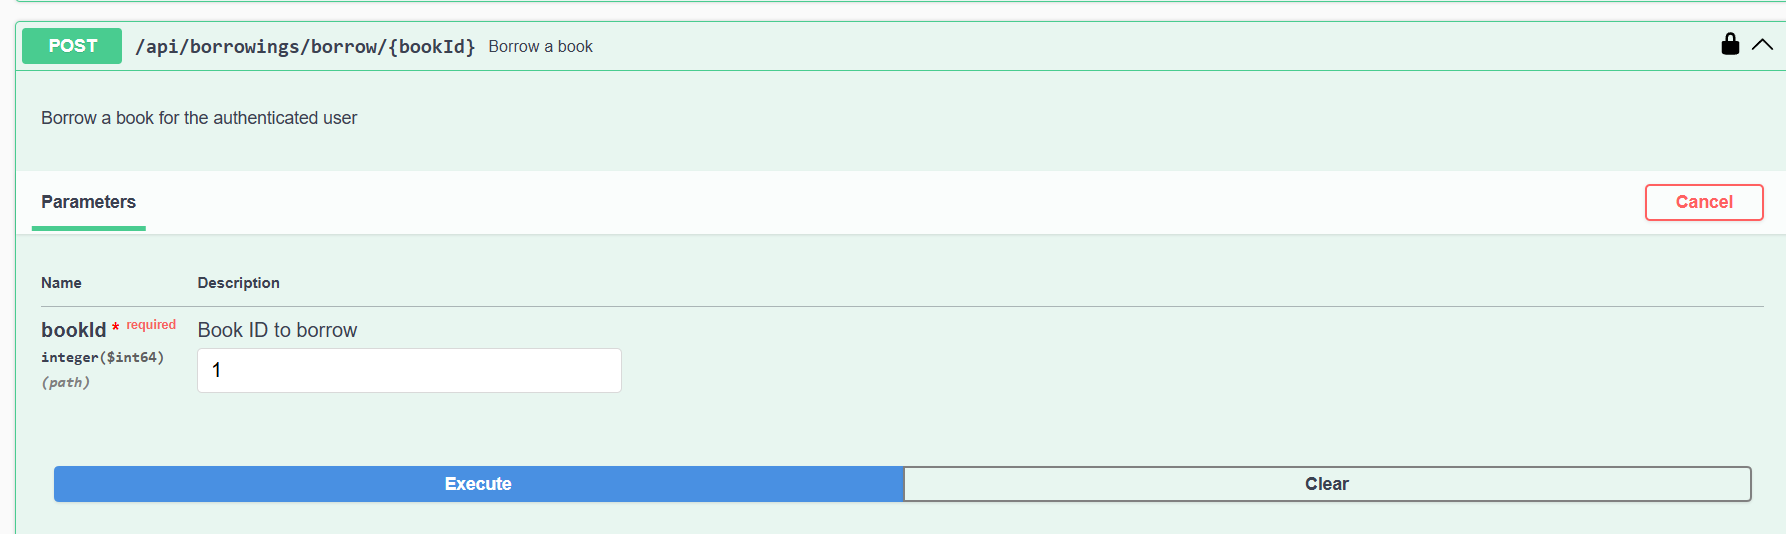 POST /api/borrowings/borrow/{bookId} Borrow a book
Borrow a book for the authenticated user
Parameters Cancel
Name Description
bookId * required Book ID to borrow
integer($int64)
1
(path)
Execute Clear